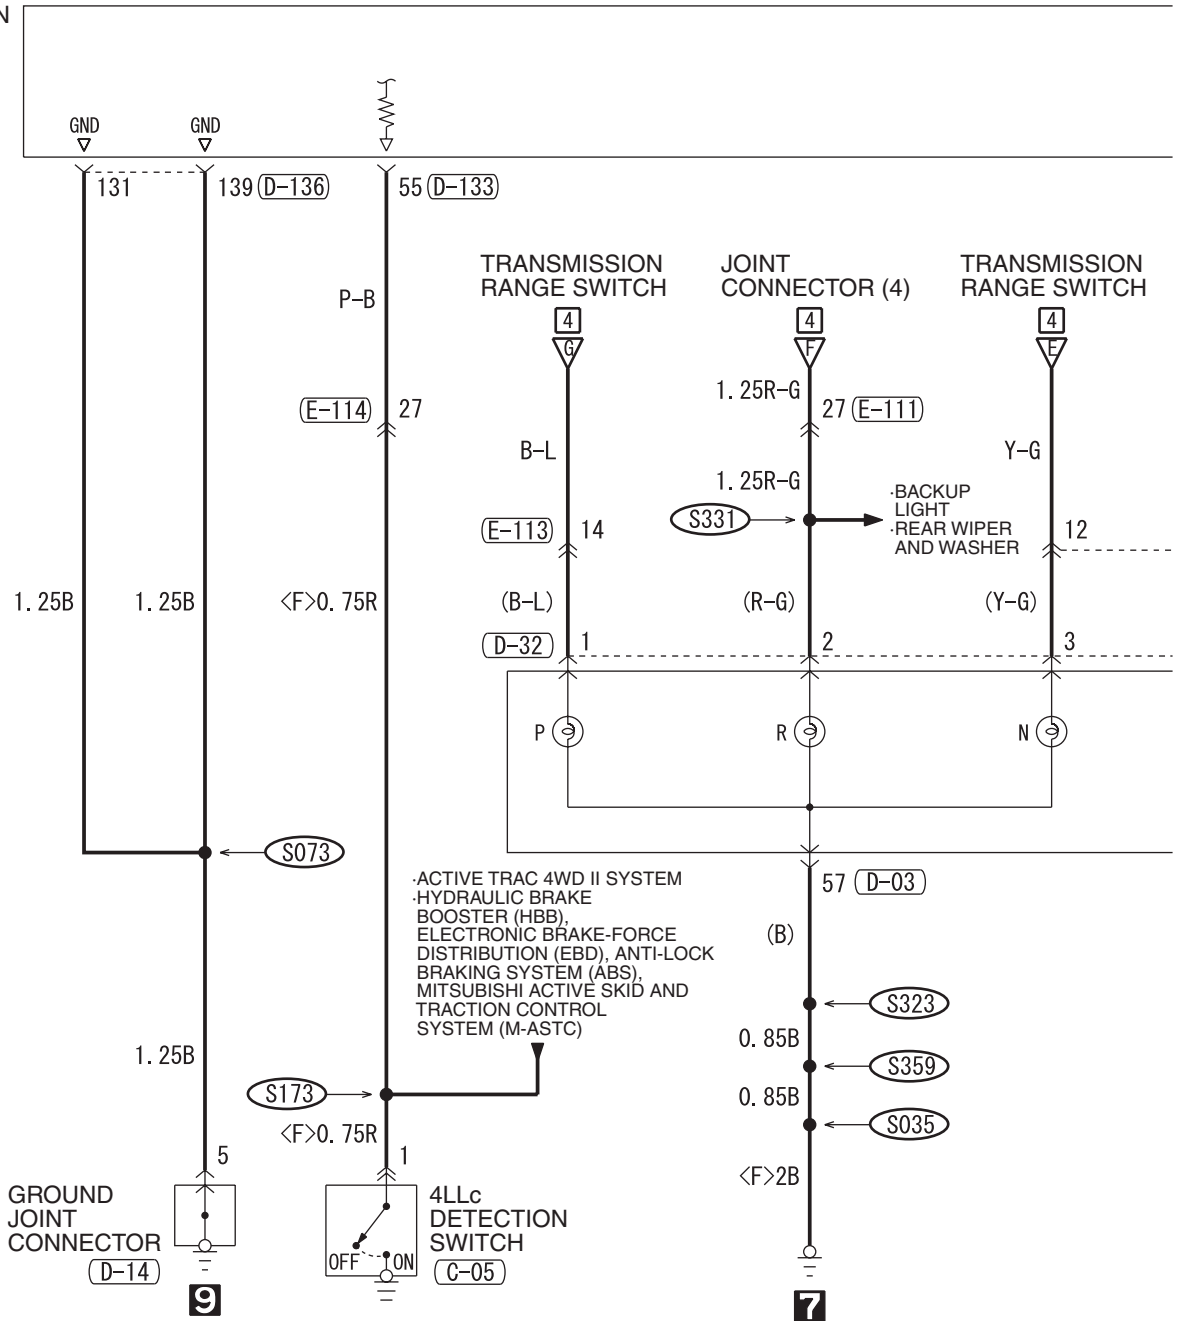 N
GND
GND
131
139
D-136
55
D-133
TRANSMISSION
RANGE SWITCH
JOINT
CONNECTOR (4)
TRANSMISSION
RANGE SWITCH
P-B
4
4
4
G
F
E
1.25R-G
E-114
27
27
E-111
B-L
Y-G
1.25R-G
·BACKUP
LIGHT
·REAR WIPER
AND WASHER
S331
E-113
14
12
1.25B
1.25B
<F>0.75R
(B-L)
(R-G)
(Y-G)
D-32
1
2
3
P
R
N
S073
·ACTIVE TRAC 4WD II SYSTEM
·HYDRAULIC BRAKE
BOOSTER (HBB),
ELECTRONIC BRAKE-FORCE
DISTRIBUTION (EBD), ANTI-LOCK
BRAKING SYSTEM (ABS),
MITSUBISHI ACTIVE SKID AND
TRACTION CONTROL
SYSTEM (M-ASTC)
57
D-03
(B)
S323
0.85B
1.25B
S359
S173
0.85B
S035
<F>0.75R
5
1
<F>2B
GROUND
JOINT
CONNECTOR
D-14
4LLc
DETECTION
SWITCH
C-05
OFF
ON
9
7